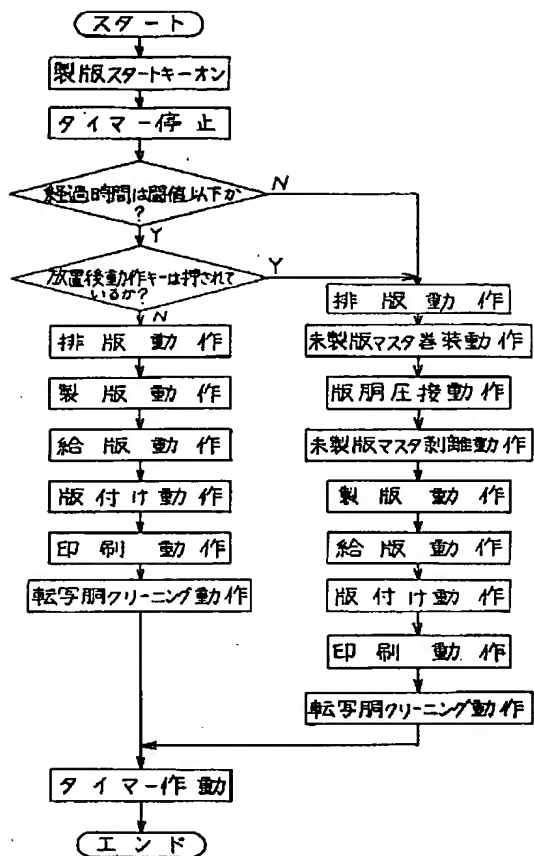 スタート
製版スタートキーオン
タイマー停止
経過時間は閾値以下か
?
N
Y
放置後動作キーは押されて
いるか?
Y
N
排版動作
製版動作
給版動作
版付け動作
印刷動作
転写胴クリーニング動作
排版動作
未製版マスタ巻装動作
版胴圧接動作
未製版マスタ剥離動作
製版動作
給版動作
版付け動作
印刷動作
転写胴クリーニング動作
タイマー作動
エンド